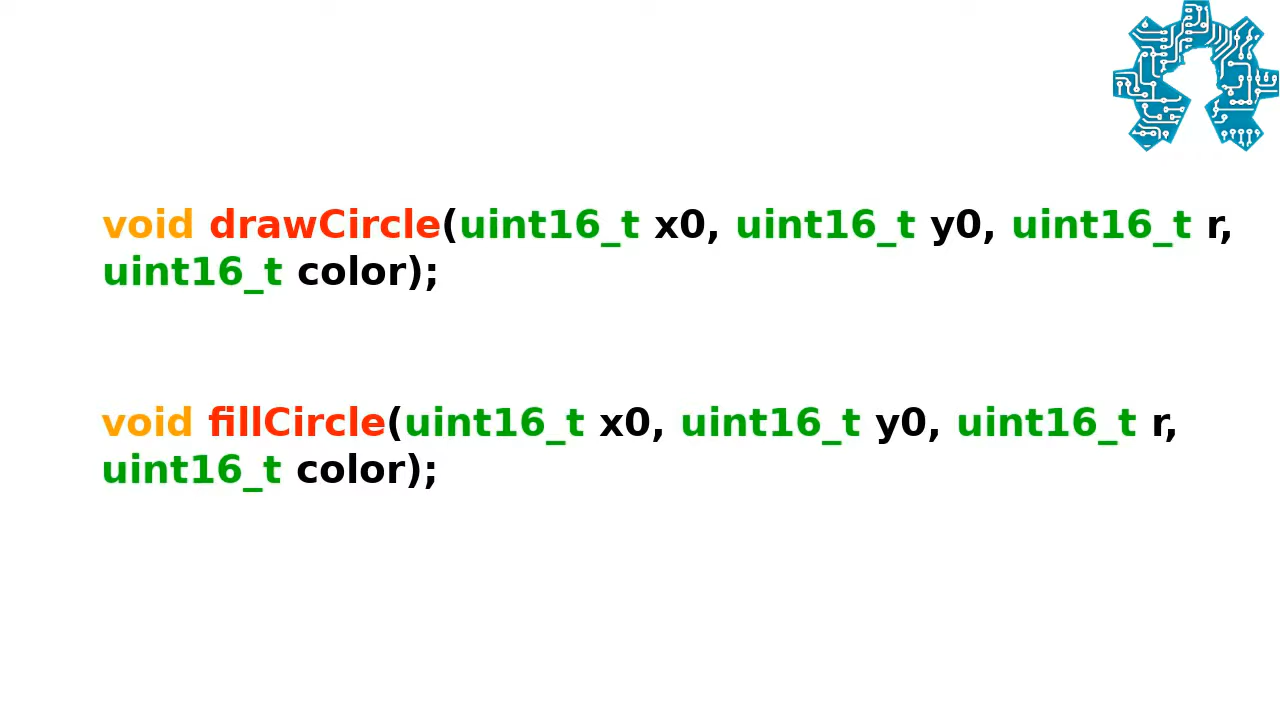 void drawCircle(uint16_t x0, uint16_t y0, uint16_t r,
uint16_t color);
void fillCircle(uint16_t x0, uint16_t y0, uint16_t r,
uint16_t color);